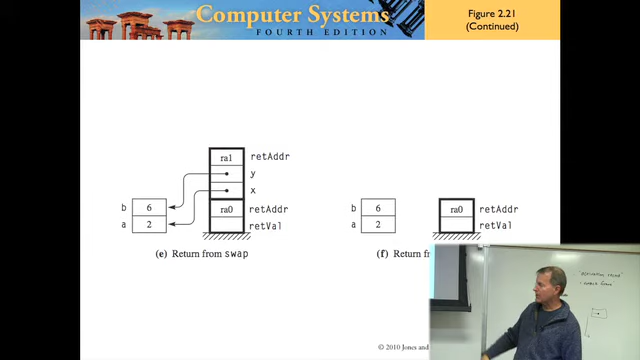 Computer Systems
FOURTH EDITION
Figure 2.21
(Continued)
ra1 retAddr
y
x
b 6 ra0 retAddr
a 2 retVal
(e) Return from swap
b 6 ra0 retAddr
a 2 retVal
(f) Return
© 2010 Jones and